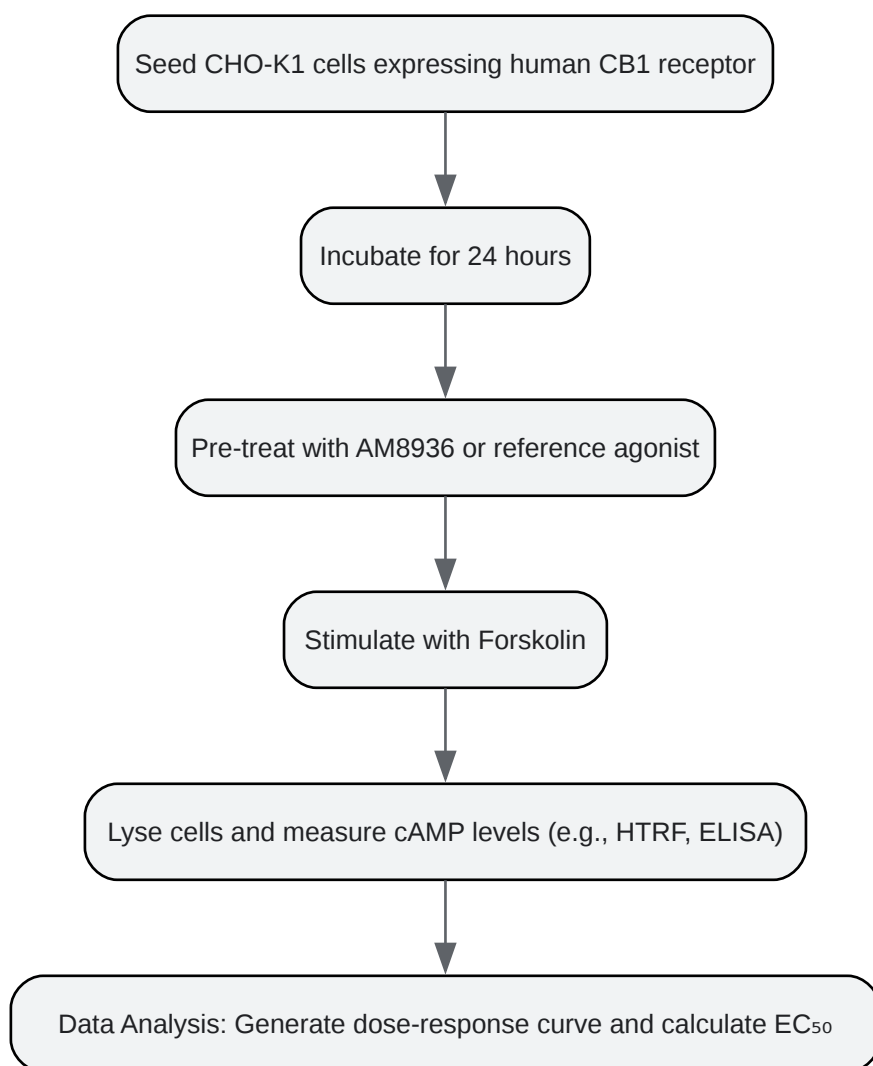 Seed CHO-K1 cells expressing human CB1 receptor
Incubate for 24 hours
Pre-treat with AM8936 or reference agonist
Stimulate with Forskolin
Lyse cells and measure cAMP levels (e.g., HTRF, ELISA)
Data Analysis: Generate dose-response curve and calculate EC₅₀